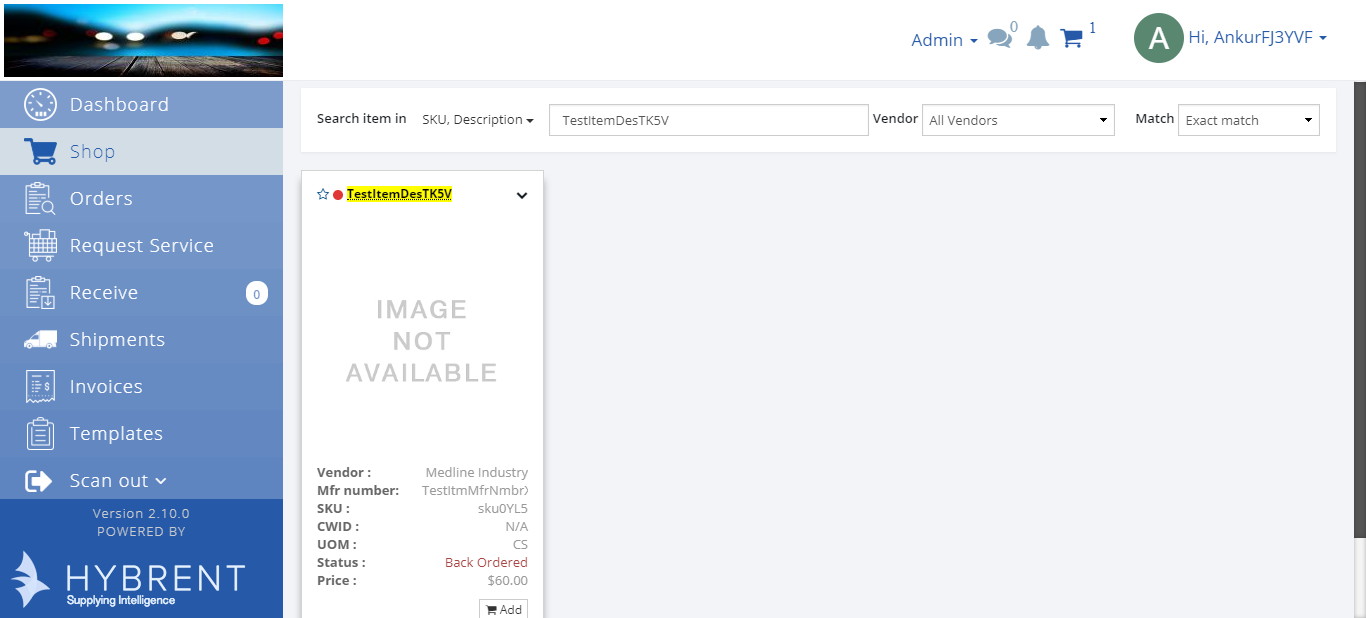 Admin
0
1
A
Hi, AnkurFJ3YVF
Dashboard
Shop
Orders
Request Service
Receive
0
Shipments
Invoices
Templates
Scan out
Version 2.10.0
POWERED BY
HYBRENT
Supplying Intelligence
Search item in SKU, Description TestItemDesTK5V Vendor All Vendors Match Exact match
TestItemDesTK5V
IMAGE
NOT
AVAILABLE
Vendor : Medline Industry
Mfr number: TestItmMfrNmbrX
SKU : sku0YL5
CWID : N/A
UOM : CS
Status : Back Ordered
Price : $60.00
Add